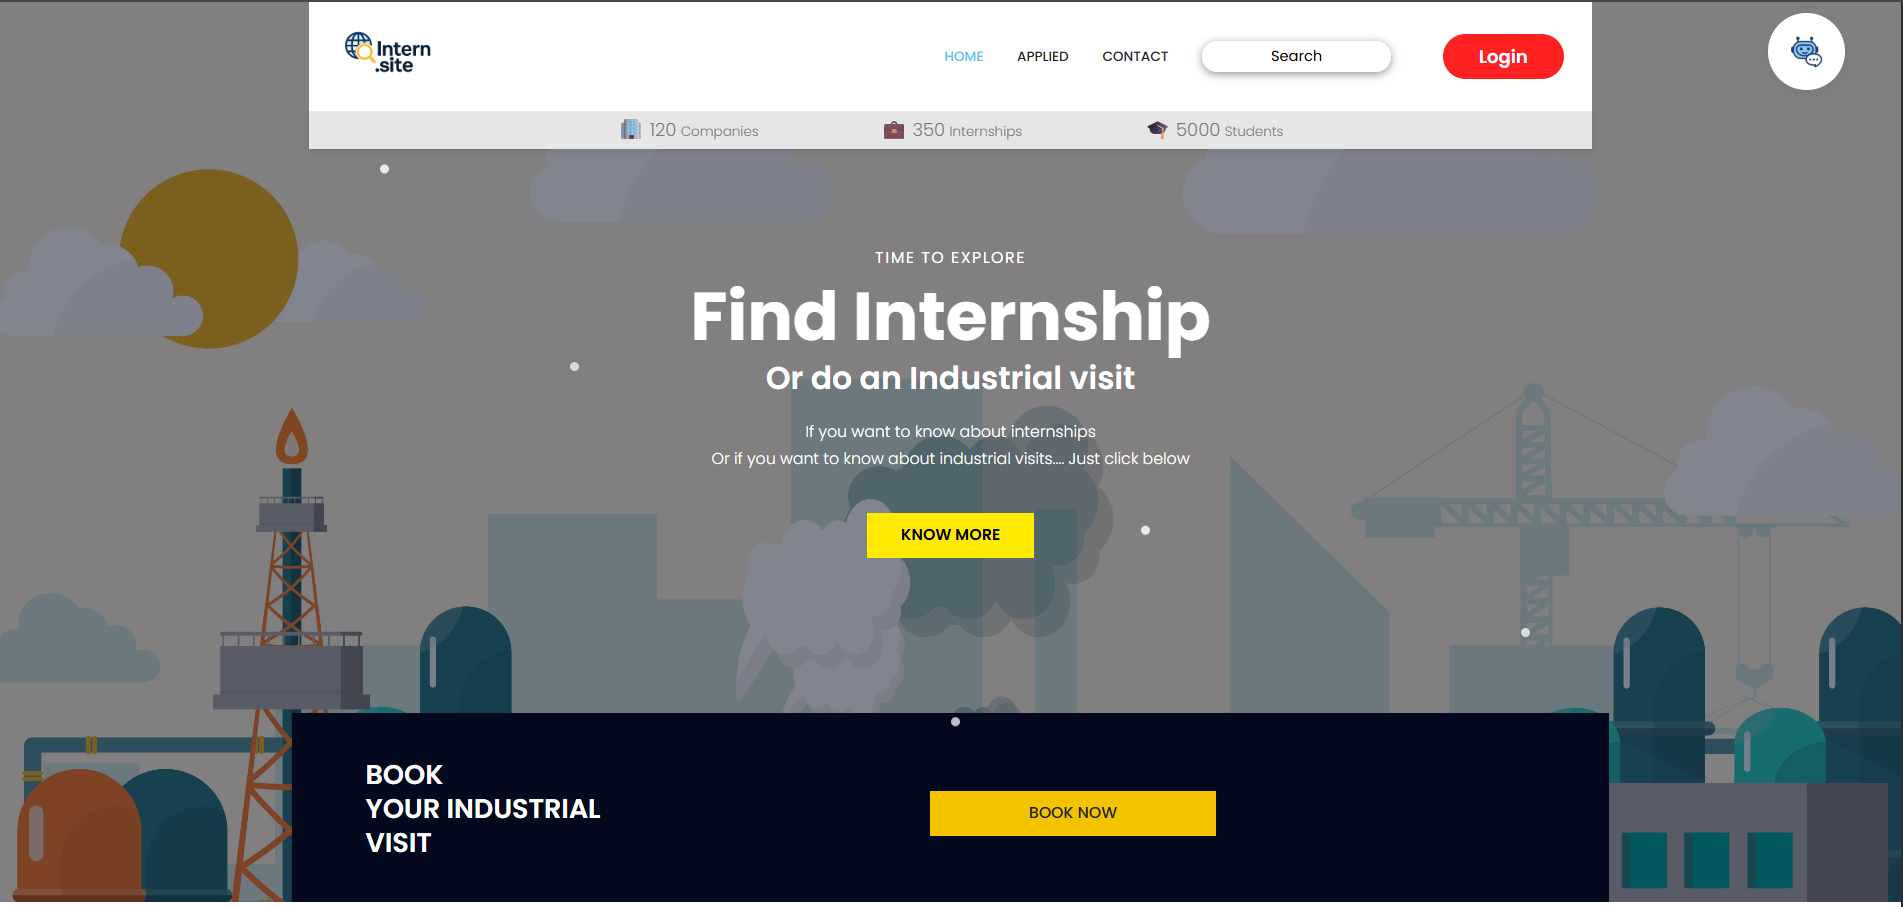 Intern
.site
HOME APPLIED CONTACT Search Login
120 Companies 350 Internships 5000 Students
TIME TO EXPLORE
Find Internship
Or do an Industrial visit
If you want to know about internships
Or if you want to know about industrial visits.... Just click below
KNOW MORE
BOOK
YOUR INDUSTRIAL
VISIT
BOOK NOW